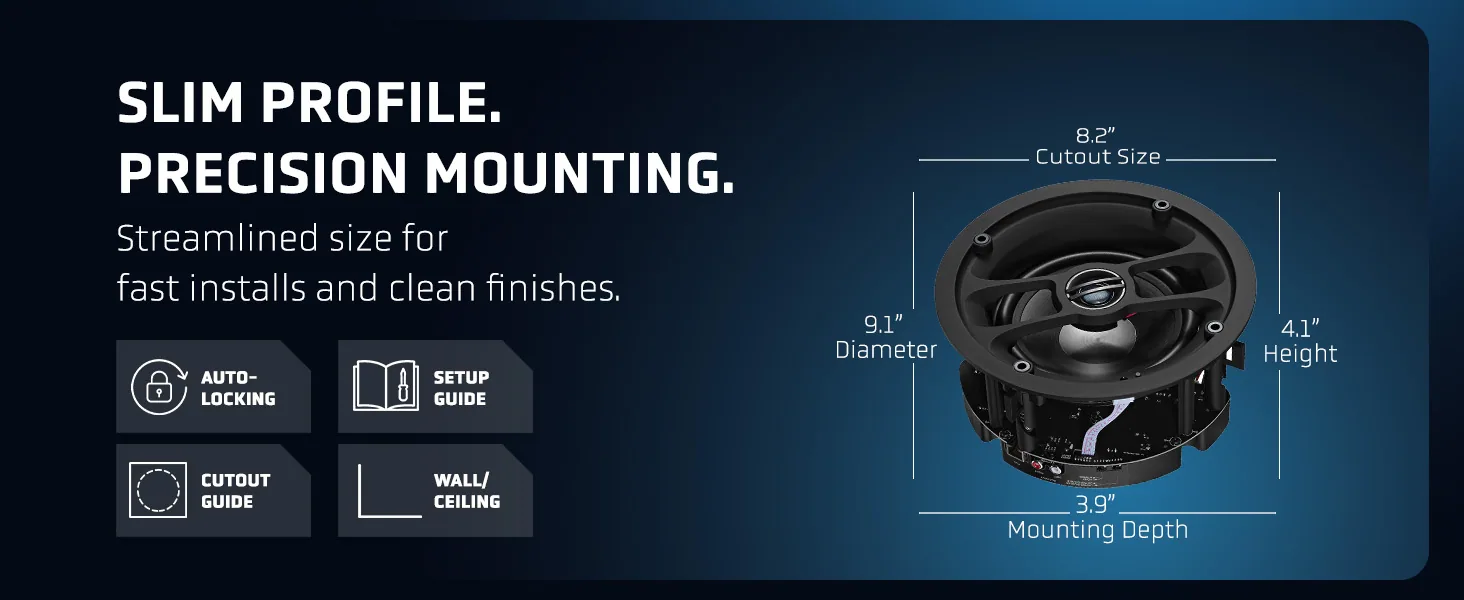 SLIM PROFILE.
PRECISION MOUNTING.
Streamlined size for
fast installs and clean finishes.
AUTO-
LOCKING
SETUP
GUIDE
CUTOUT
GUIDE
WALL/
CEILING
8.2”
Cutout Size
9.1”
Diameter
4.1”
Height
3.9”
Mounting Depth